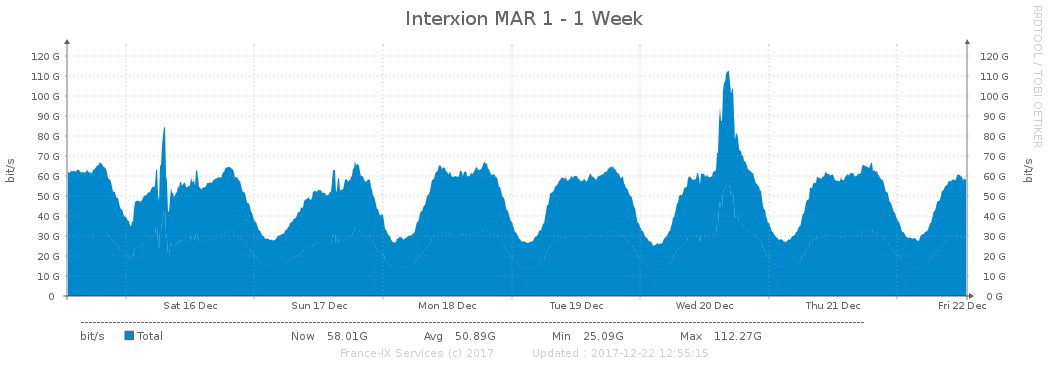 Interxion MAR 1 - 1 Week
RRDTOOL / TOBI OETIKER
bit/s
bit/s
120 G 120 G
110 G 110 G
100 G 100 G
90 G 90 G
80 G 80 G
70 G 70 G
60 G 60 G
50 G 50 G
40 G 40 G
30 G 30 G
20 G 20 G
10 G 10 G
0 0 G
Sat 16 Dec Sun 17 Dec Mon 18 Dec Tue 19 Dec Wed 20 Dec Thu 21 Dec Fri 22 Dec
bit/s Total Now 58.01G Avg 50.89G Min 25.09G Max 112.27G
France-IX Services (c) 2017 Updated : 2017-12-22 12:55:15